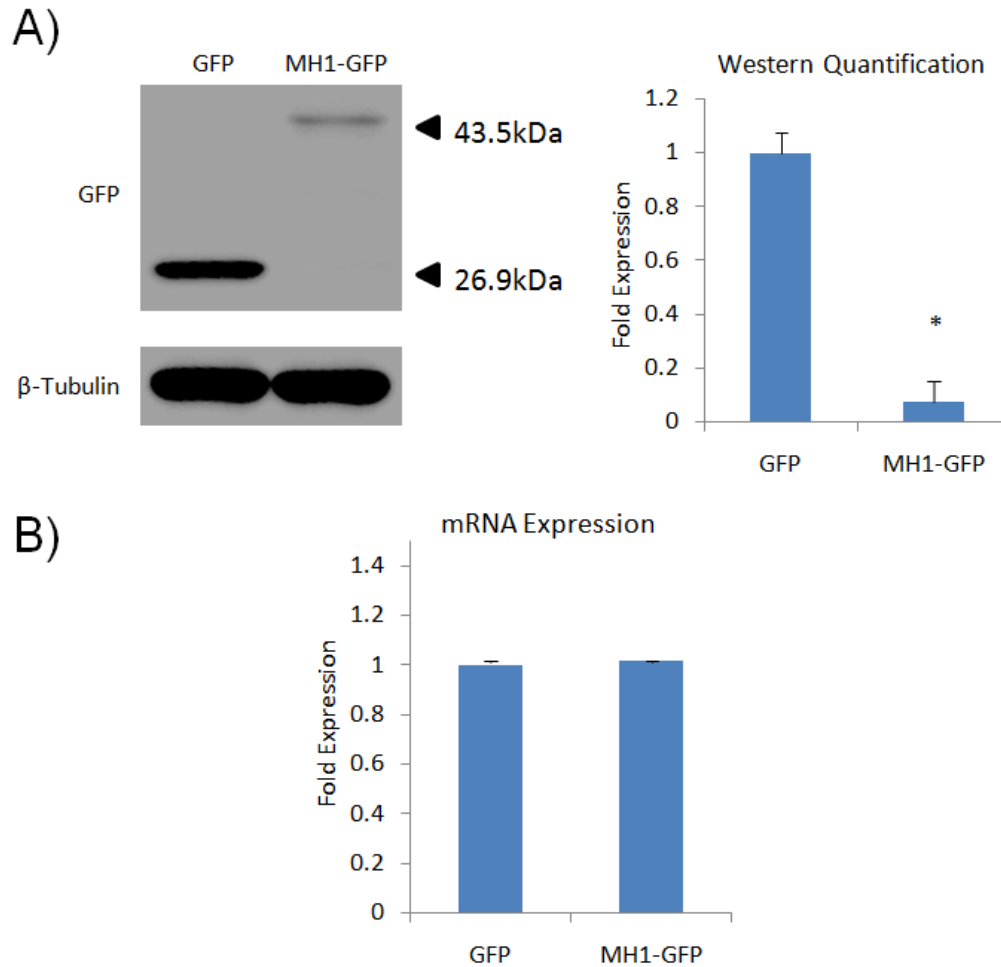 A)
GFP MH1-GFP
GFP
43.5kDa
26.9kDa
β-Tubulin
Western Quantification
Fold Expression
1.2
1
0.8
0.6
0.4
0.2
0
*
GFP MH1-GFP
B)
mRNA Expression
Fold Expression
1.4
1.2
1
0.8
0.6
0.4
0.2
0
GFP MH1-GFP